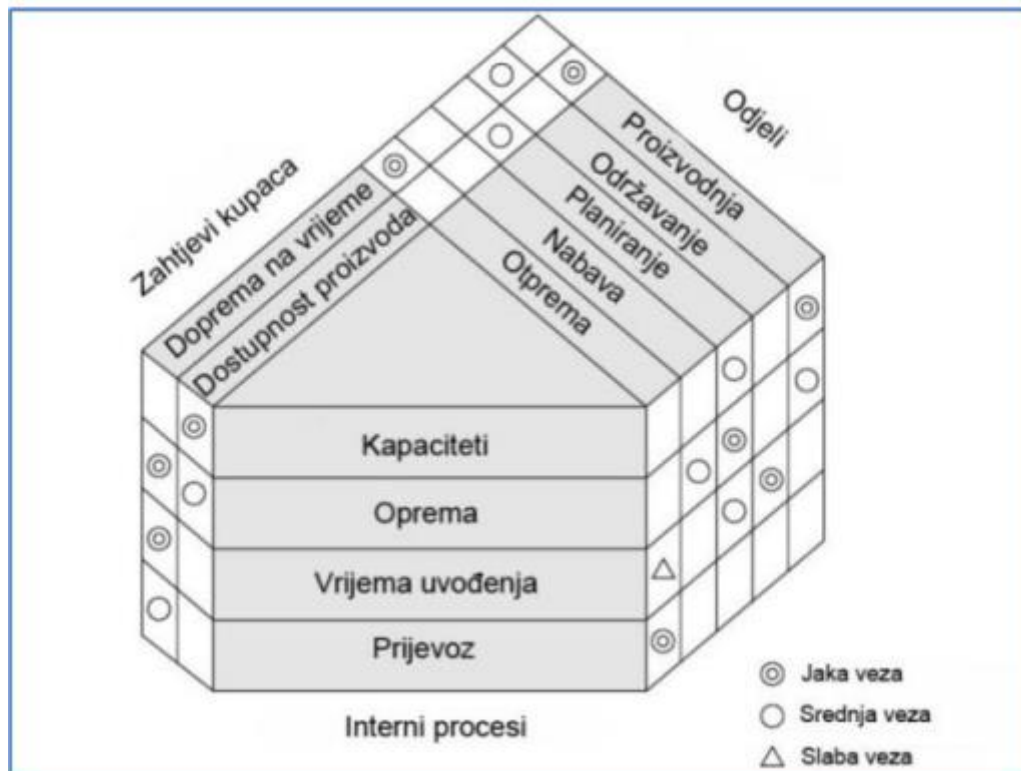 Zahtjevi kupaca
Odjeli
Doprema na vrijeme
Dostupnost proizvoda
Proizvodnja
Održavanje
Planiranje
Nabava
Otprema
Kapaciteti
Oprema
Vrijema uvođenja
Prijevoz
Interni procesi
Jaka veza
Srednja veza
Slaba veza